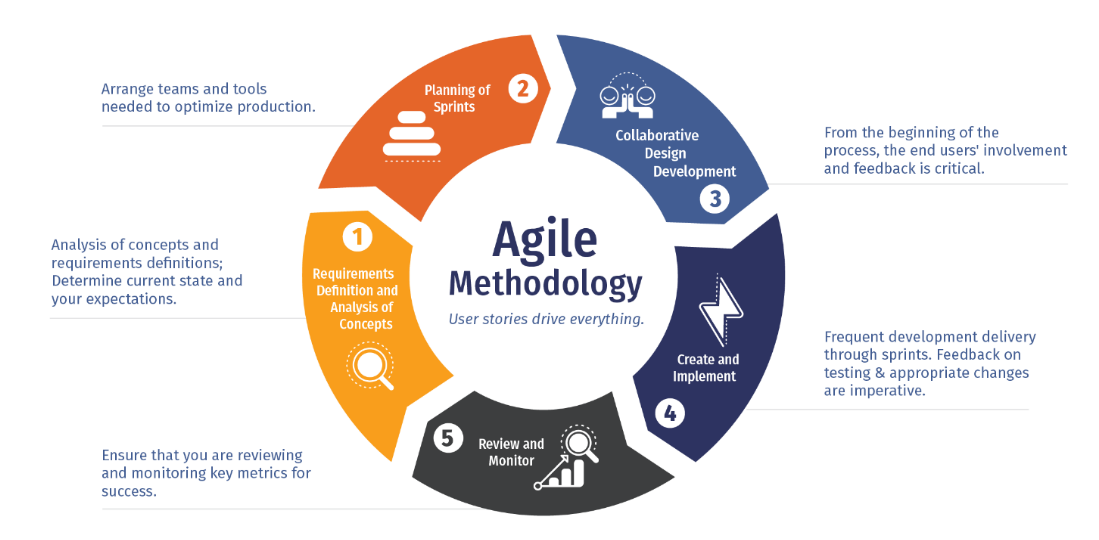 Agile
Methodology
User stories drive everything.
1
Requirements
Definition and
Analysis of
Concepts
Analysis of concepts and
requirements definitions;
Determine current state and
your expectations.
2
Planning of
Sprints
Arrange teams and tools
needed to optimize production.
Collaborative
Design
Development
3
From the beginning of the
process, the end users' involvement
and feedback is critical.
Create and
Implement
4
Frequent development delivery
through sprints. Feedback on
testing & appropriate changes
are imperative.
5
Review and
Monitor
Ensure that you are reviewing
and monitoring key metrics for
success.